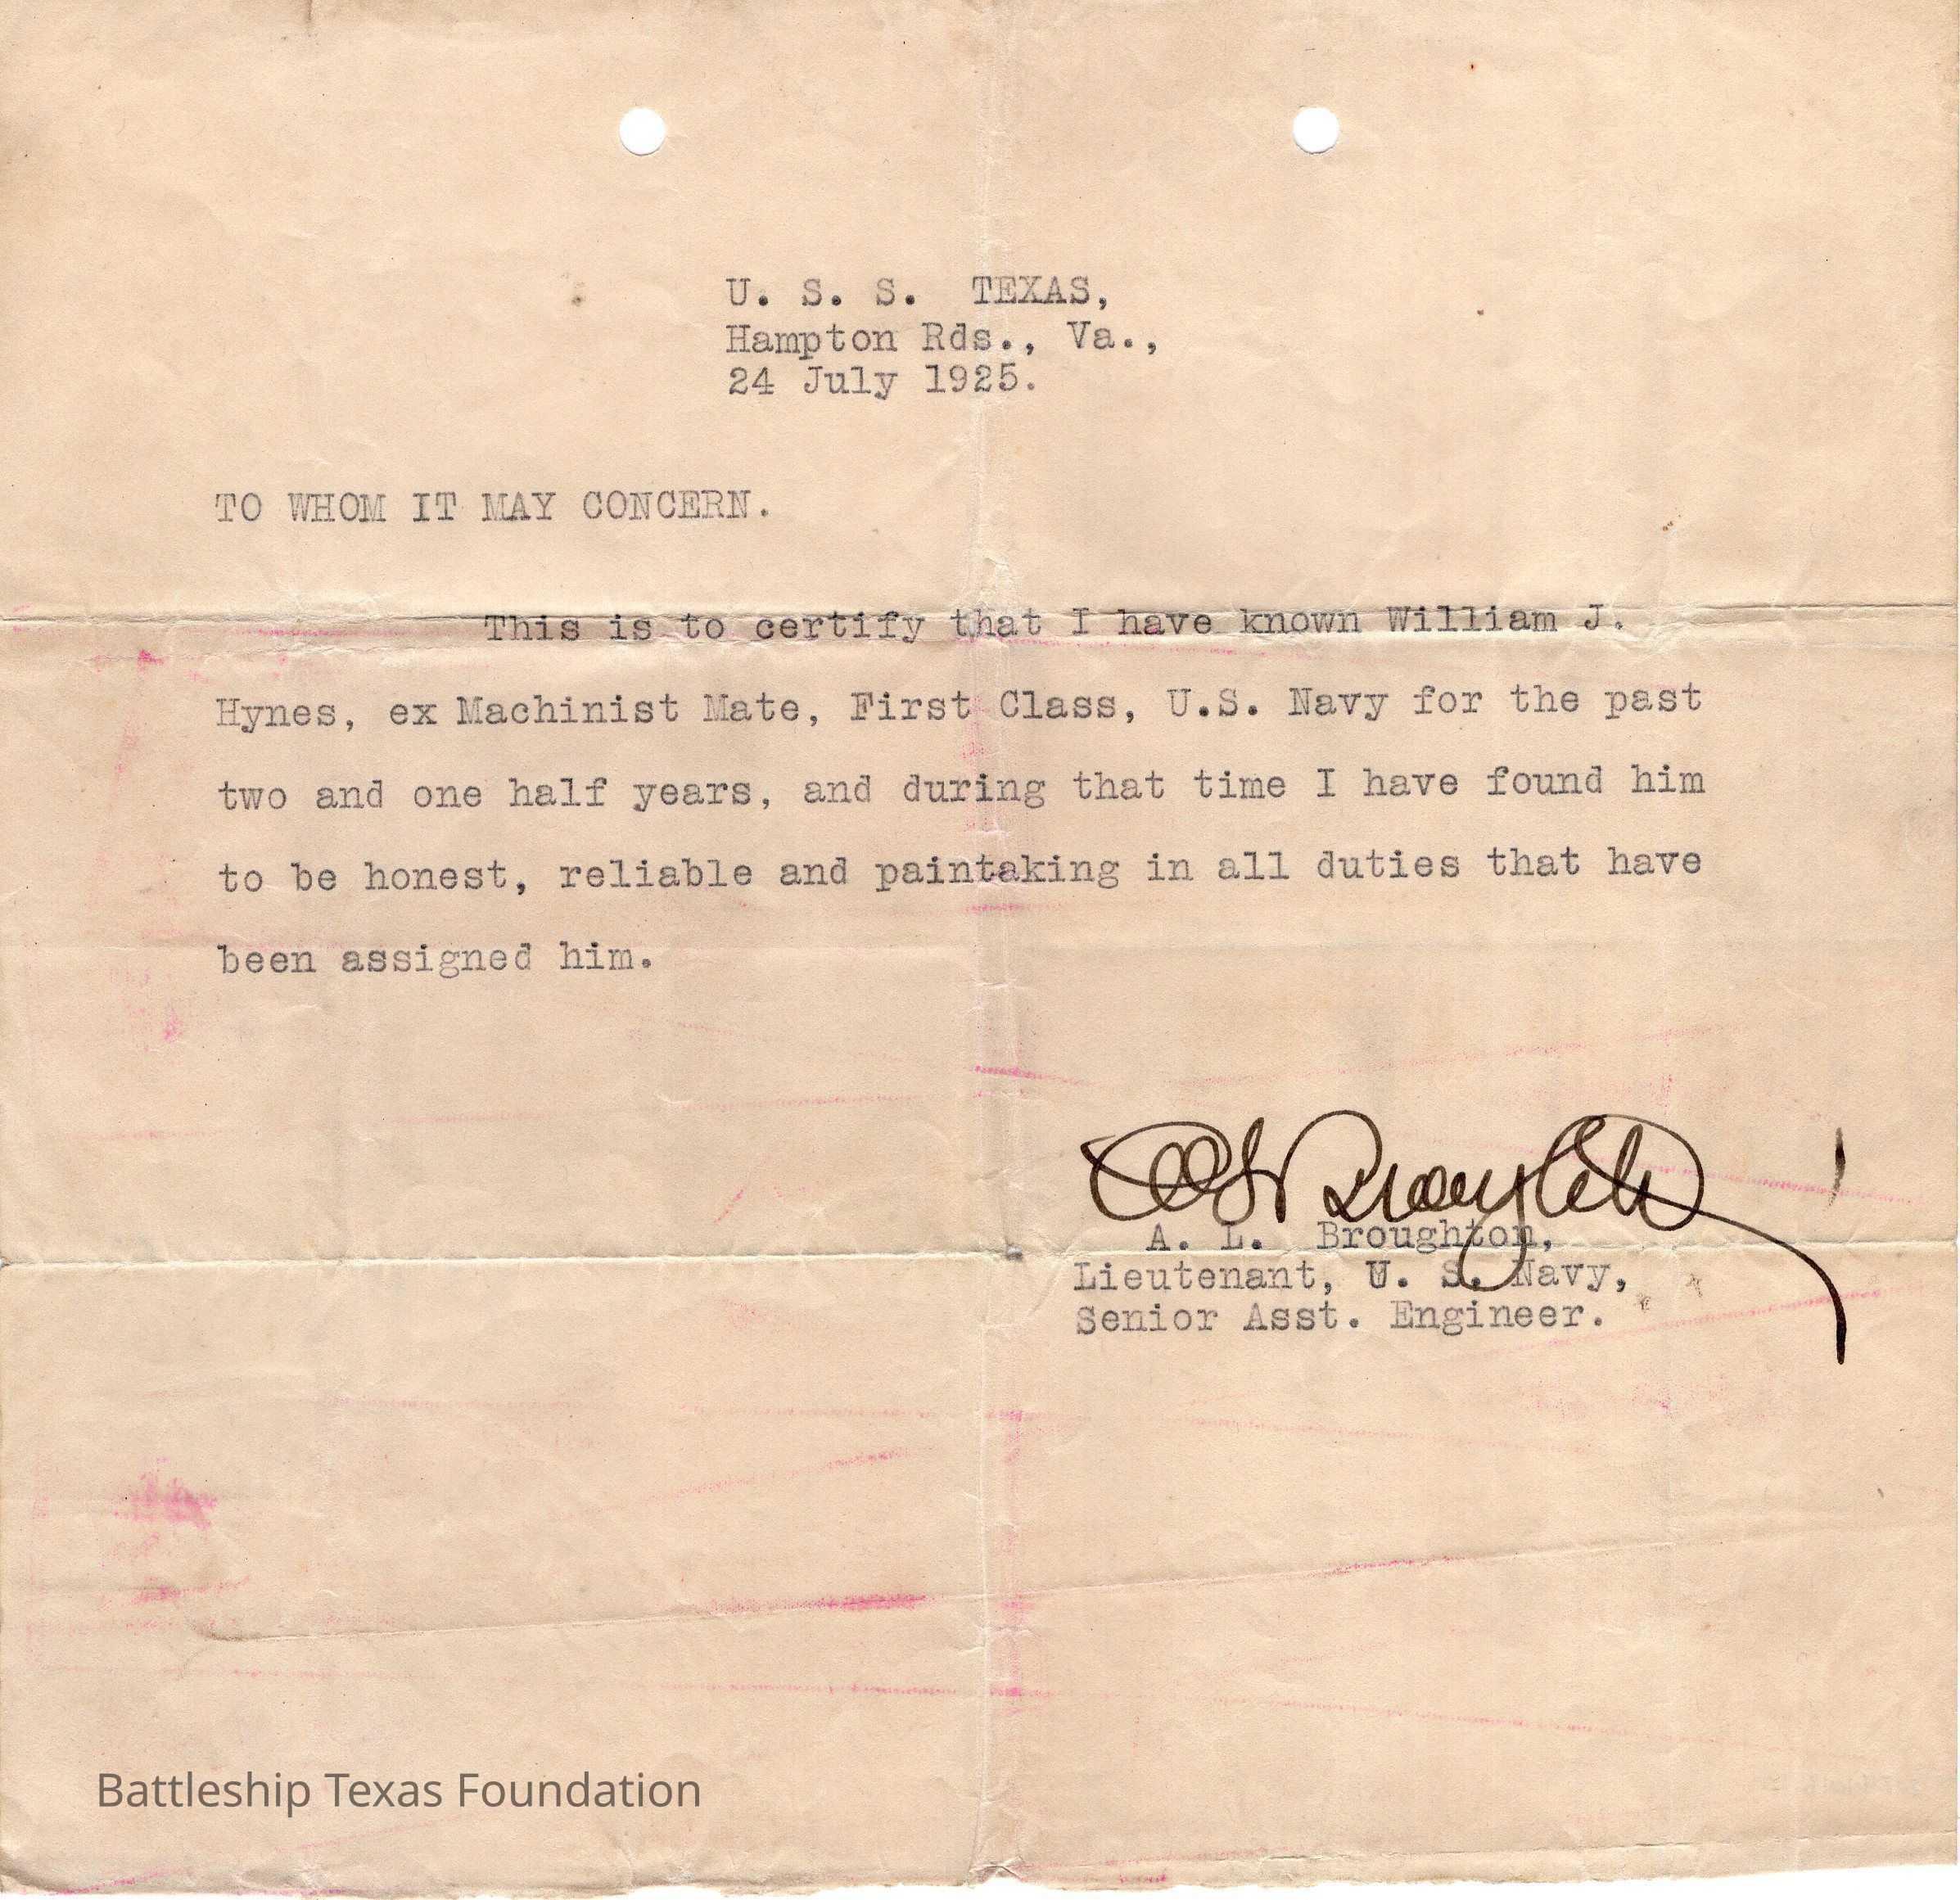 U. S. S.  TEXAS,
Hampton Rds., Va.,
24 July 1925.
TO WHOM IT MAY CONCERN.
This is to certify that I have known William J.
Hynes, ex Machinist Mate, First Class, U.S. Navy for the past
two and one half years, and during that time I have found him
to be honest, reliable and paintaking in all duties that have
been assigned him.
A L Broughton
A. L.  Broughton,
Lieutenant, U. S. Navy,
Senior Asst. Engineer.
Battleship Texas Foundation